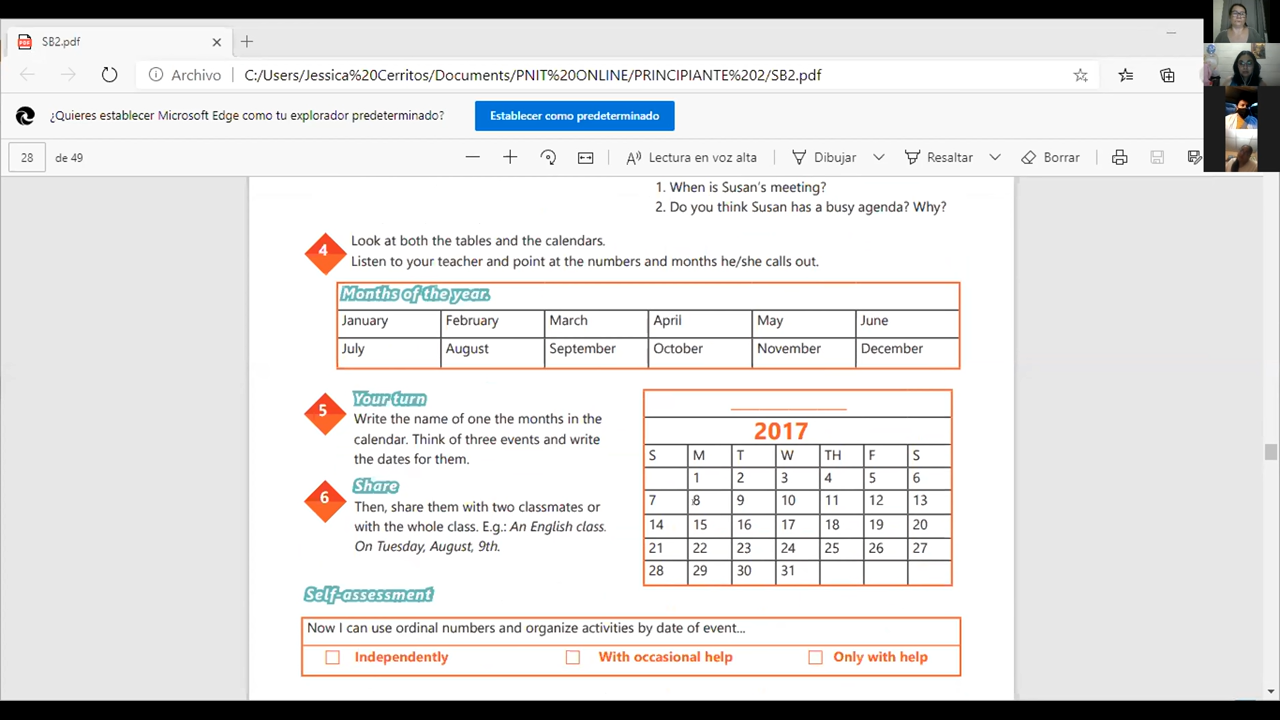 SB2.pdf
Archivo C:/Users/Jessica%20Cerritos/Documents/PNIT%20ONLINE/PRINCIPIANTE%202/SB2.pdf
¿Quieres establecer Microsoft Edge como tu explorador predeterminado? Establecer como predeterminado
28 de 49 Lectura en voz alta Dibujar Resaltar Borrar
1. When is Susan's meeting?
2. Do you think Susan has a busy agenda? Why?
4
Look at both the tables and the calendars.
Listen to your teacher and point at the numbers and months he/she calls out.
Months of the year.
January February March April May June
July August September October November December
5
Your turn
Write the name of one the months in the
calendar. Think of three events and write
the dates for them.
6
Share
Then, share them with two classmates or
with the whole class. E.g.: An English class.
On Tuesday, August, 9th.
2017
S M T W TH F S
1 2 3 4 5 6
7 8 9 10 11 12 13
14 15 16 17 18 19 20
21 22 23 24 25 26 27
28 29 30 31
Self-assessment
Now I can use ordinal numbers and organize activities by date of event...
Independently With occasional help Only with help